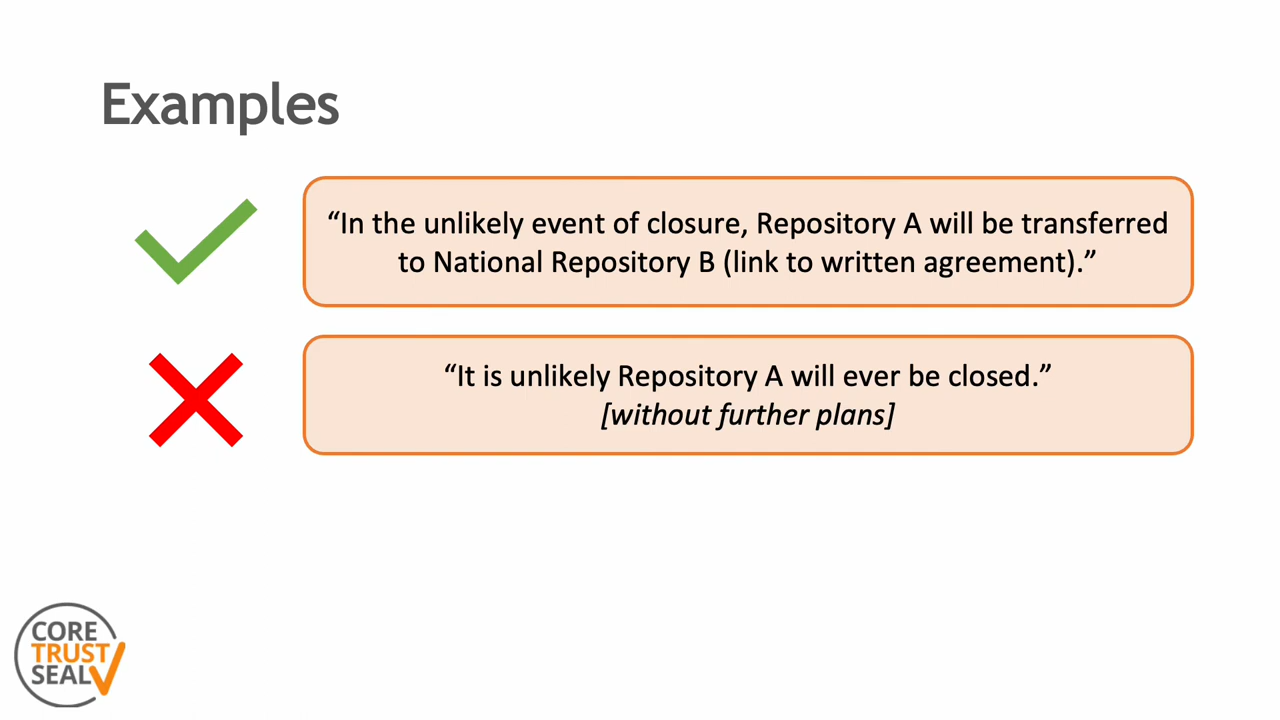 Examples
“In the unlikely event of closure, Repository A will be transferred
to National Repository B (link to written agreement).”
“It is unlikely Repository A will ever be closed.”
[without further plans]
CORE
TRUST
SEAL